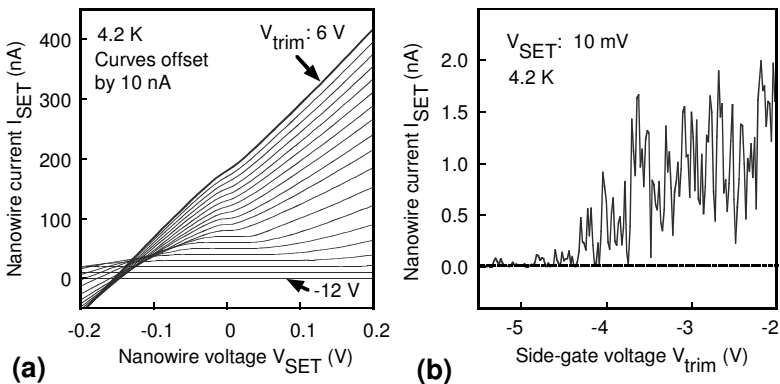 4.2 K
Curves offset
by 10 nA
V_trim: 6 V
-12 V
Nanowire current I_SET (nA)
400
300
200
100
0
-0.2
-0.1
0
0.1
0.2
Nanowire voltage V_SET (V)
(a)
V_SET: 10 mV
4.2 K
Nanowire current I_SET (nA)
2.0
1.5
1.0
0.5
0.0
-5
-4
-3
-2
Side-gate voltage V_trim (V)
(b)